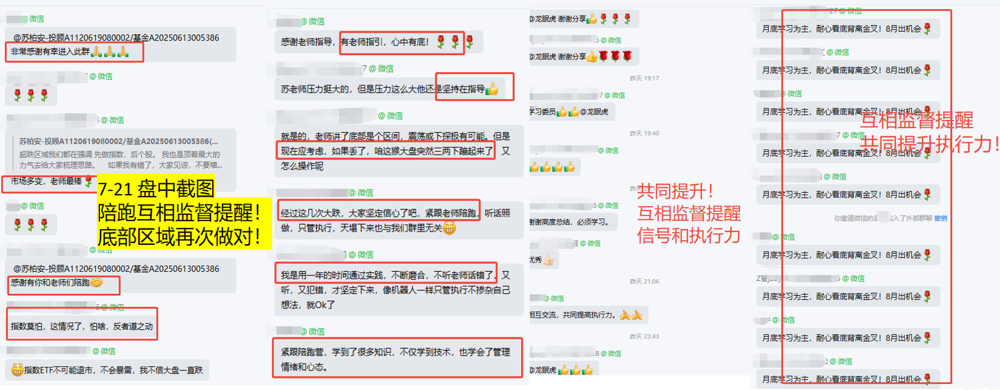 @微信
@苏柏安-投顾A1120619080002/基金A20250613005386
非常感谢有幸进入此群🙏🙏🙏
@微信
🌹🌹🌹
@微信
苏柏安-投顾A1120619080002/基金A20250613005386(...
超跌区域我们都在强调 先做指数，后个股。 我也是顶着最大的
力气去给大家梳理思路。 如果我有错了，大家见谅，不要墙...
市场多变，老师最棒🌹
7-21 盘中截图
陪跑互相监督提醒！
底部区域再次做对！
@微信
🌹🌹🌹
@微
@苏柏安-投顾A1120619080002/基金A20250613005386
感谢有你和老师们陪跑🤝
@微信
指数莫怕，这情况了，怕啥，反者道之动
@微信
😁指数ETF不可能退市，不会暴雷，我不信大盘一直跌
@微信
感谢老师指导，有老师指引，心中有底！🌹🌹🌹
7@微信
苏老师压力挺大的，但是压力这么大他还是坚持在指导👍
@微信
就是的，老师讲了底部是个区间，震荡或下探极有可能。但是
现在应考虑，如果丢了，咱这猴大盘突然三两下蹦起来了 又
怎么操作呢
@微信
经过这几次大跌，大家坚定信心了吧，紧跟老师陪跑，听话照
做，只管执行，天塌下来也与我们群里无关😁
@微信
我是用一年的时间通过实践，不断磨合，不听老师话错了，又
听，又犯错，才坚定下来，像机器人一样只管执行不掺杂自己
想法，就Ok了
@微信
紧跟陪跑营，学到了很多知识，不仅学到技术，也学会了管理
情绪和心态。
@龙眠虎 谢谢分享👍🌹🌹🌹
@微信
@龙眠虎 谢谢分享👍🌹🌹🌹
昨天 19:17
7@微信
学习委员👍👍@龙眠虎
昨天 19:40
@微信
👍👍👍👍
昨天
共同提升！
互相监督提醒
信号和执行力
@微信
谢谢高度总结，必须学习。
@微信
优秀👍
昨天 21:06
@微信
相互交流，共同提高执行力。
昨天 23:43
28@微信
@龙眠虎👍👍👍
27@微信
月底学习为主，耐心看底背离金叉！8月出机会🌹
@微信
月底学习为主，耐心看底背离金叉！8月出机会🌹
@微信
月底学习为主，耐心看底背离金叉！8月出机会🌹
互相监督提醒
共同提升执行力！
7@微信
月底学习为主，耐心看底背离金叉！8月出机会🌹
@微信
月底学习为主，耐心看底背离金叉！8月出机会🌹
你邀请微信的 加入了外部群聊 撤销
@微信
月底学习为主，耐心看底背离金叉！8月出机会🌹
@微信
月底学习为主，耐心看底背离金叉！8月出机会🌹
@微信
月底学习为主，耐心看底背离金叉！8月出机会🌹
@微信
月底学习为主，耐心看底背离金叉！8月出机会🌹